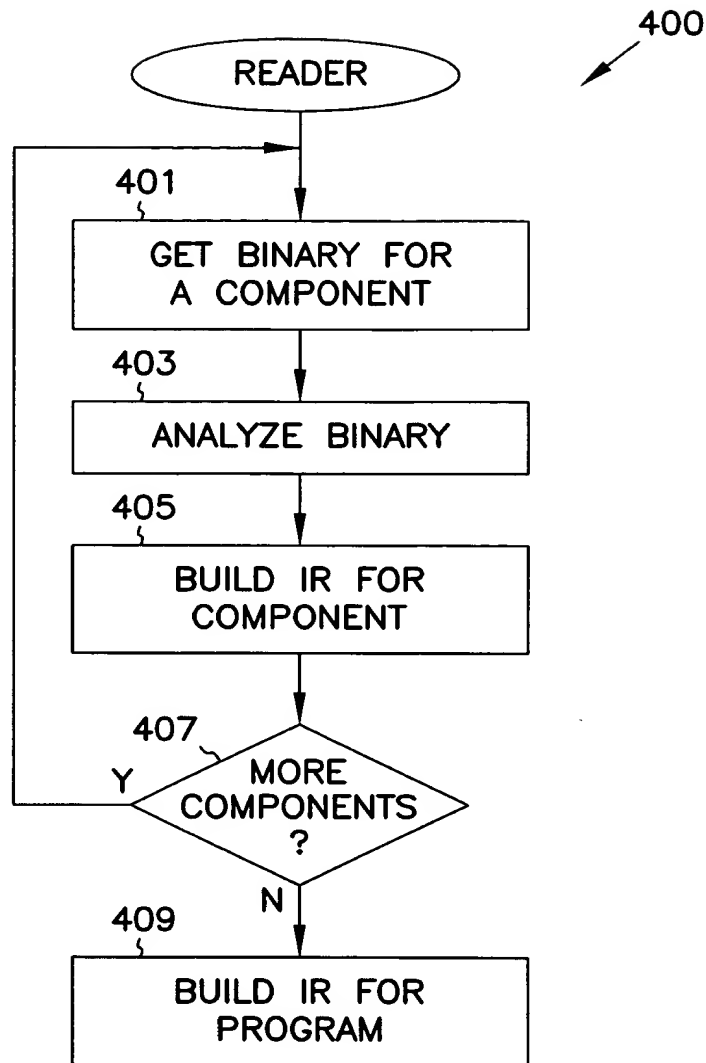 400
READER
401
GET BINARY FOR
A COMPONENT
403
ANALYZE BINARY
405
BUILD IR FOR
COMPONENT
407
Y
MORE
COMPONENTS
?
N
409
BUILD IR FOR
PROGRAM